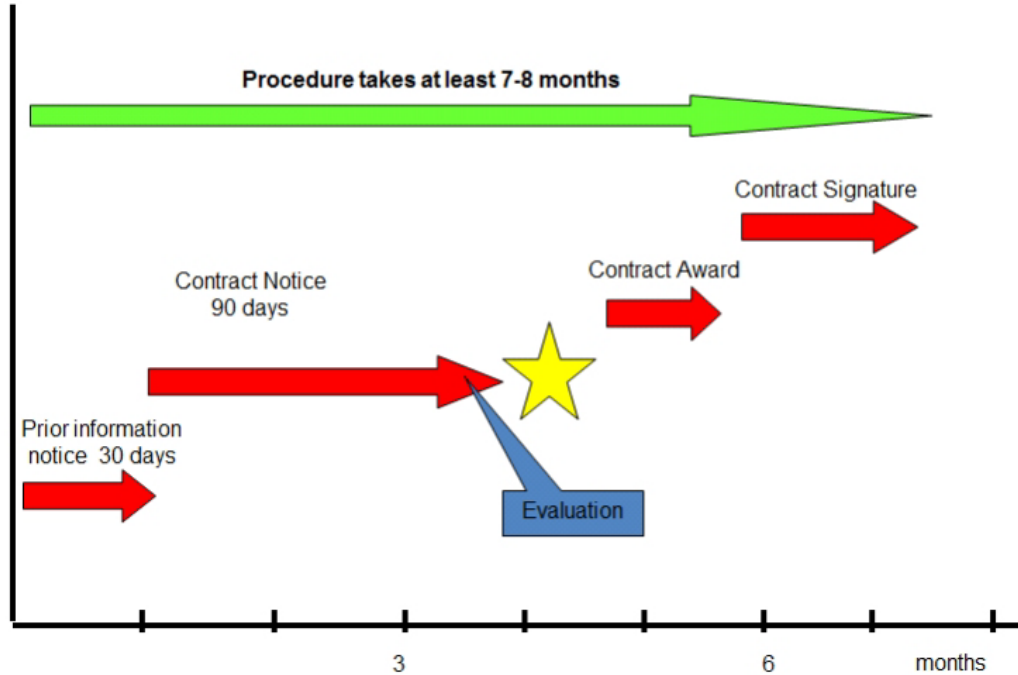 Procedure takes at least 7-8 months
Contract Signature
Contract Award
Contract Notice
90 days
Prior information
notice 30 days
Evaluation
3
6
months